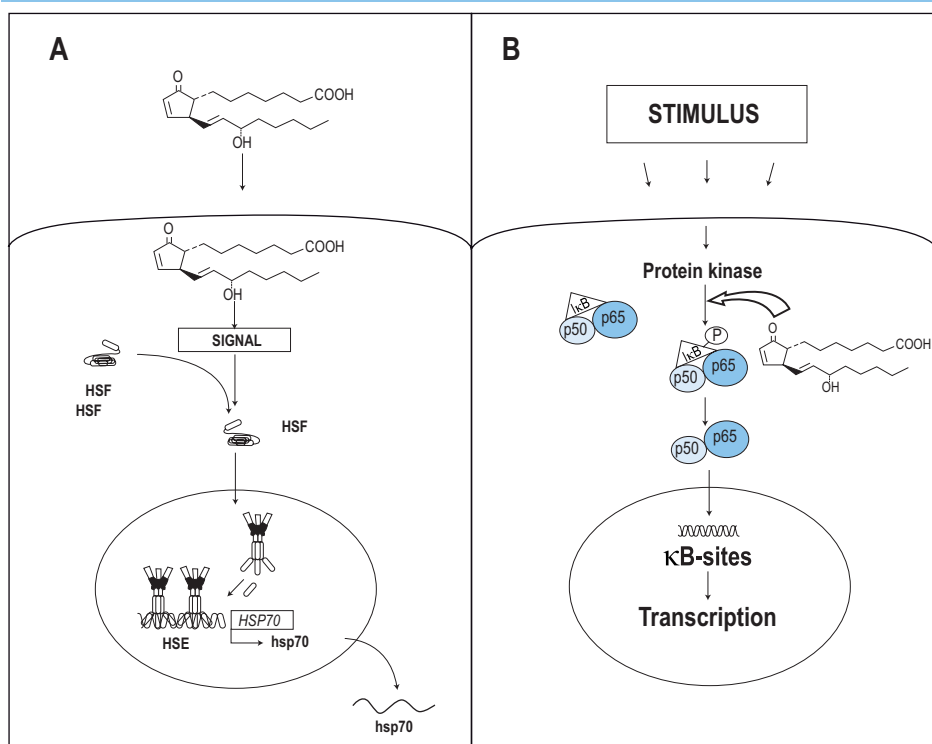 A
O
COOH
OH
O
COOH
OH
SIGNAL
HSF
HSF
HSF
HSP70
hsp70
HSE
hsp70
B
STIMULUS
Protein kinase
IκB
p50
p65
P
IκB
p50
p65
O
COOH
OH
p50
p65
κB-sites
Transcription